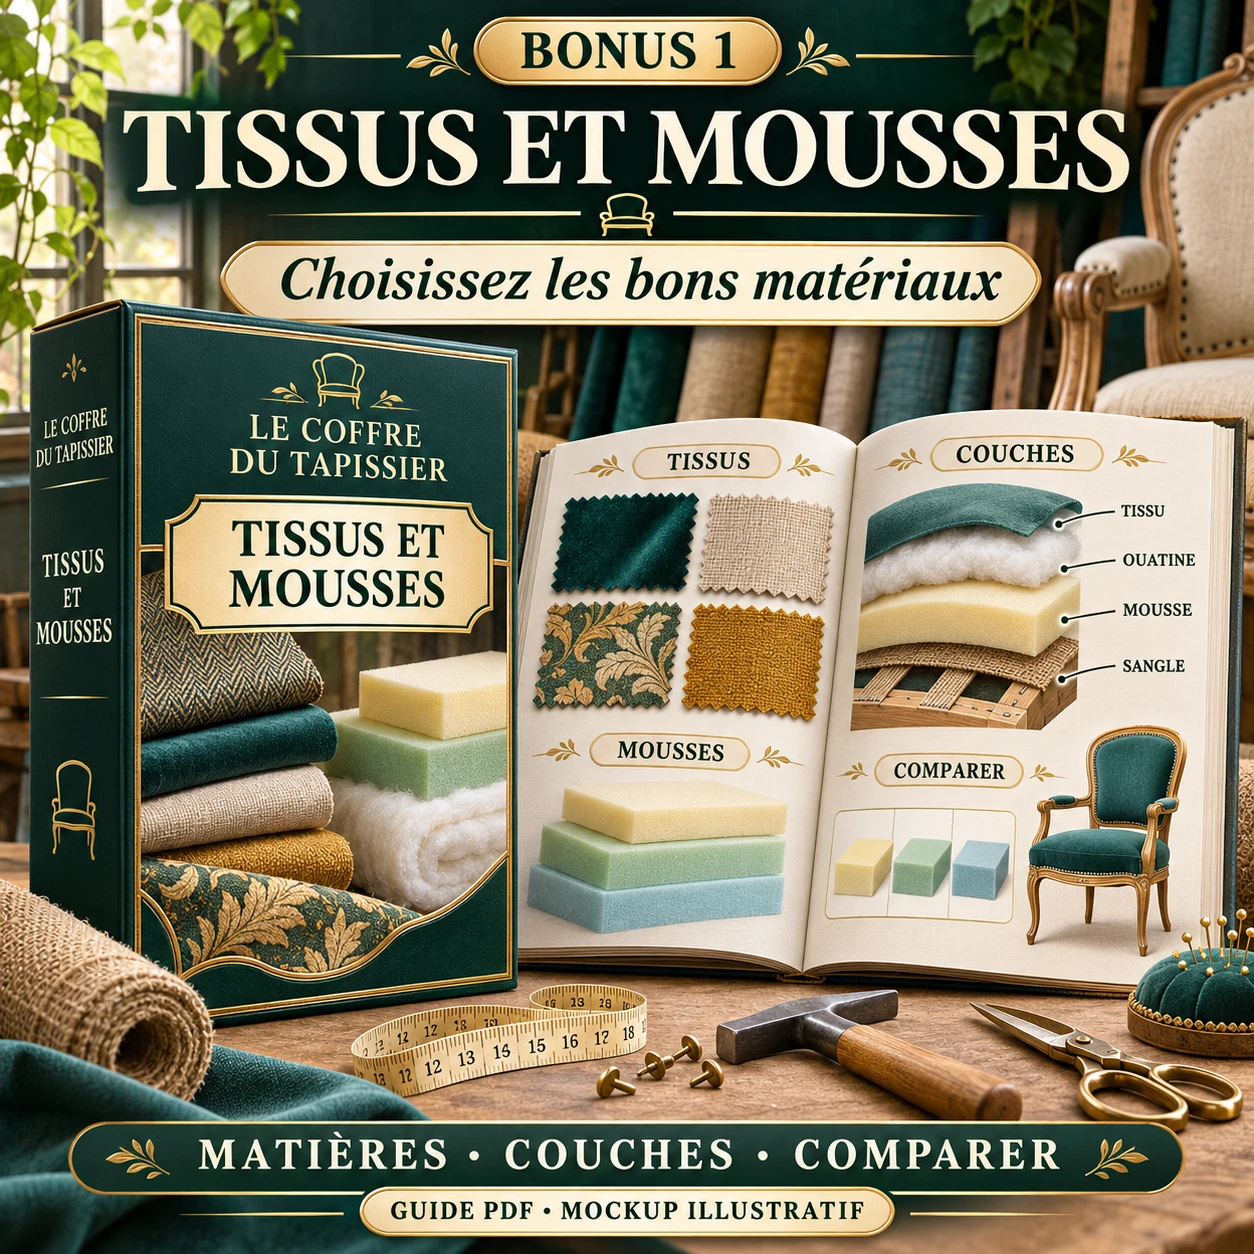 BONUS 1
TISSUS ET MOUSSES
Choisissez les bons matériaux
LE COFFRE
DU TAPISSIER
TISSUS
ET
MOUSSES
LE COFFRE
DU TAPISSIER
TISSUS ET
MOUSSES
TISSUS
MOUSSES
COUCHES
TISSU
OUATINE
MOUSSE
SANGLE
COMPARER
12 13 14 15 16 17 18
MATIÈRES • COUCHES • COMPARER
GUIDE PDF • MOCKUP ILLUSTRATIF